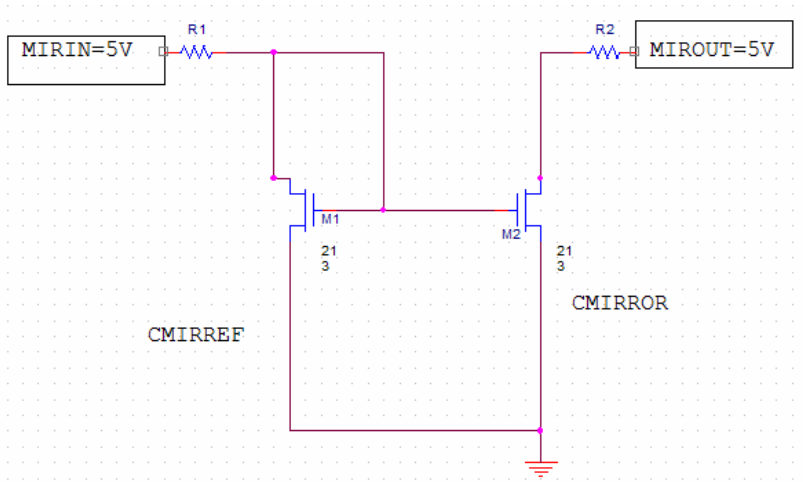 R1
R2
MIRIN=5V
MIROUT=5V
M1
M2
21
3
21
3
CMIRROR
CMIRREF